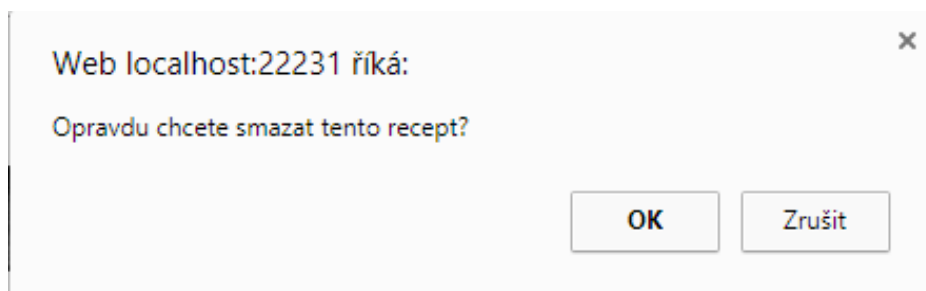 Web localhost:22231 říká:
Opravdu chcete smazat tento recept?
OK Zrušit